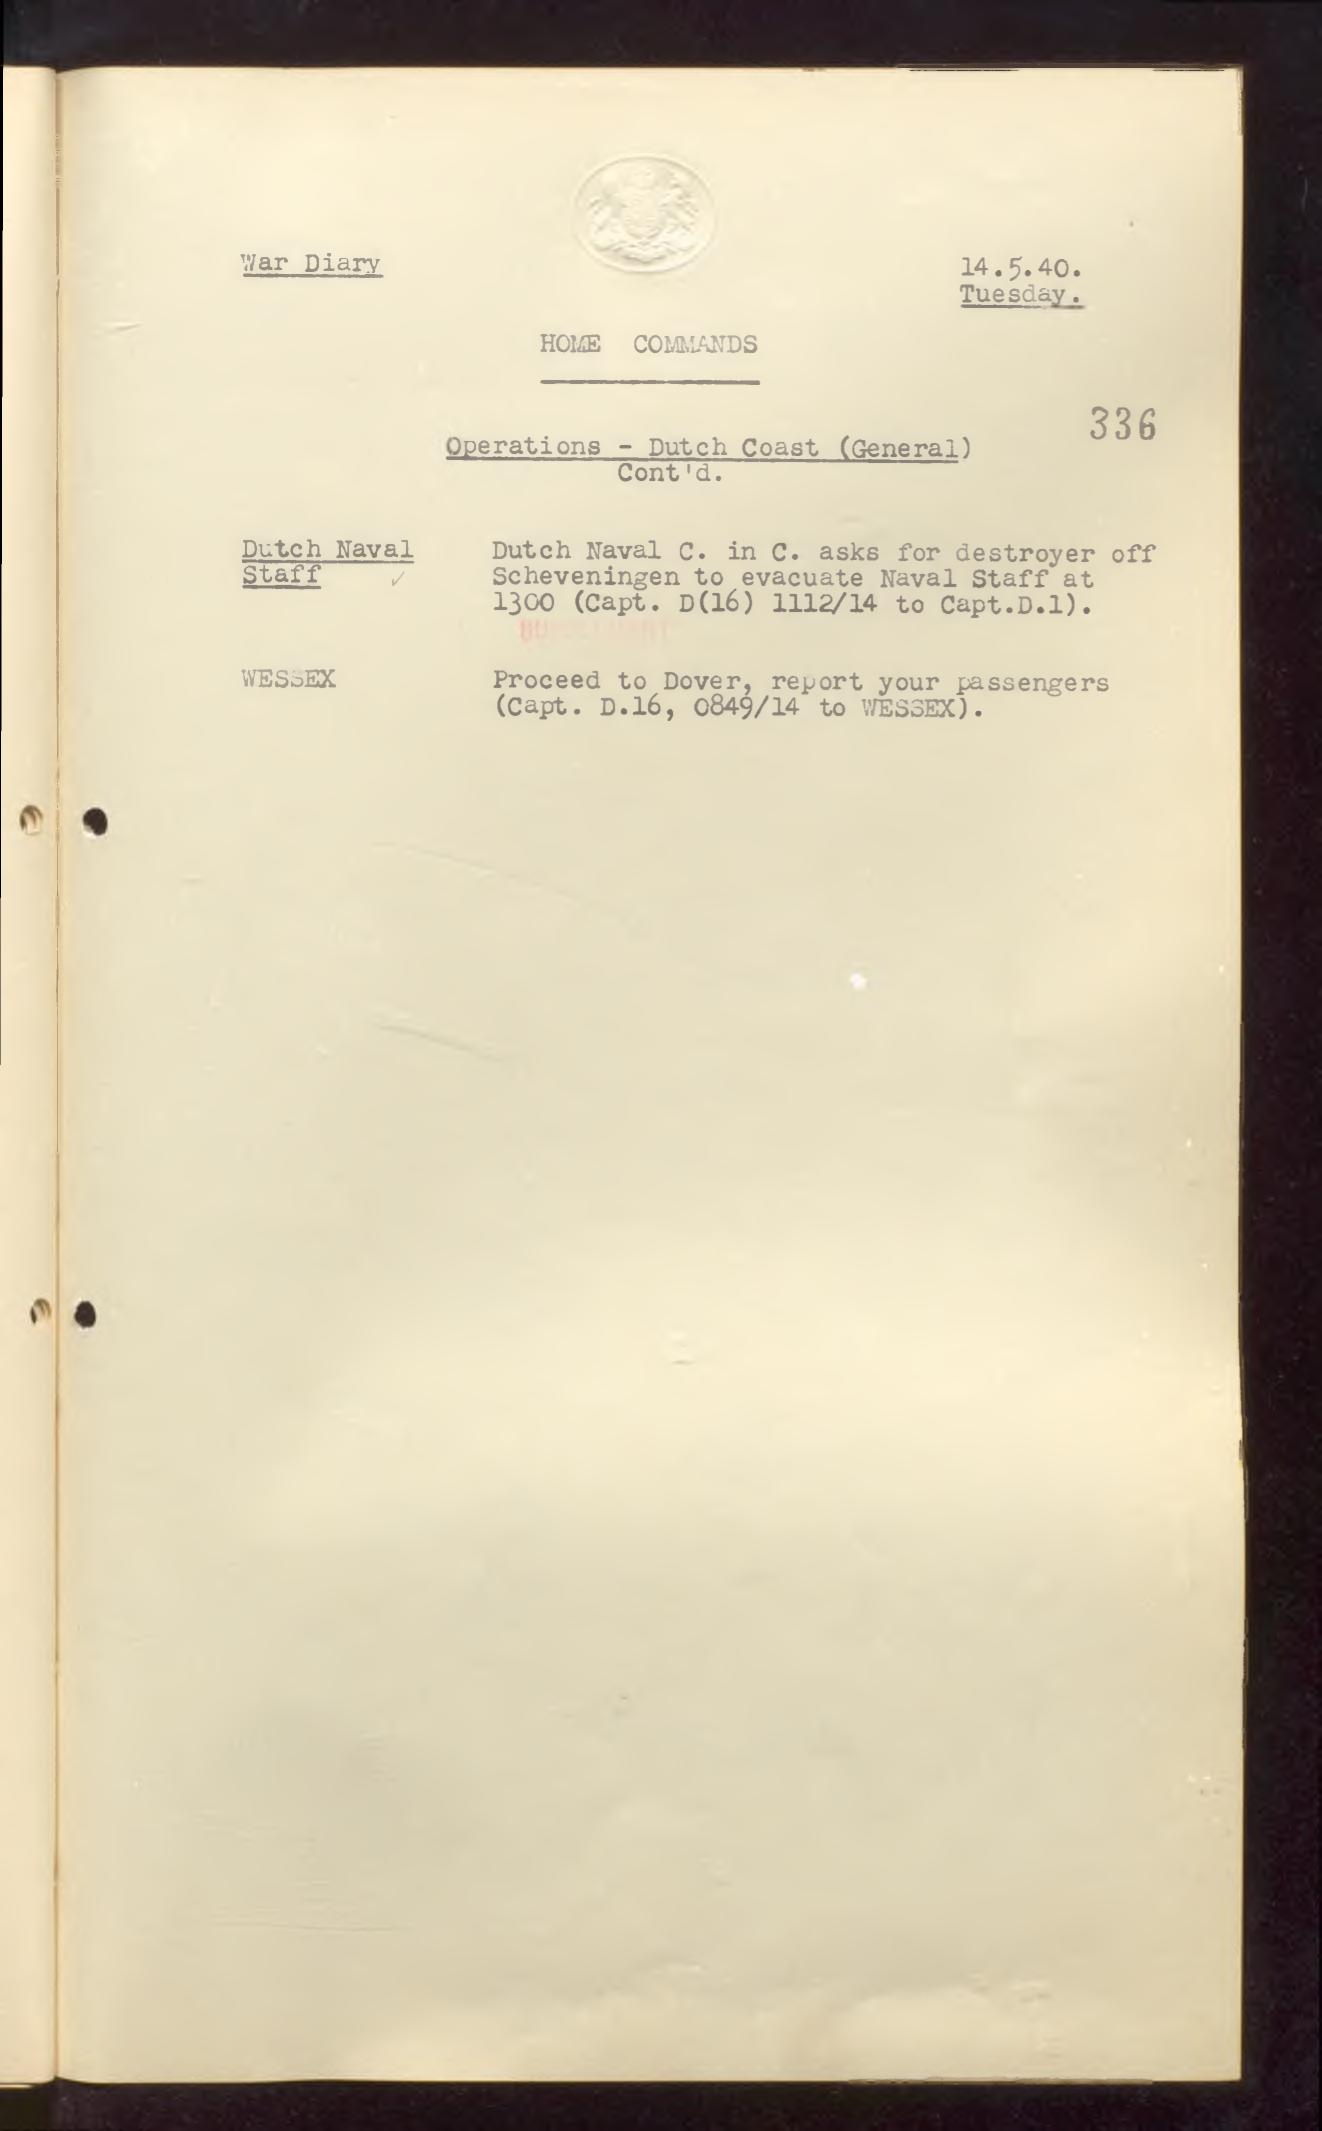 War Diary
14.5.40.
Tuesday.
HOME COMMANDS
336
Operations - Dutch Coast (General)
Cont'd.
Dutch Naval
Staff ✓
Dutch Naval C. in C. asks for destroyer off
Scheveningen to evacuate Naval Staff at
1300 (Capt. D(16) 1112/14 to Capt.D.1).
WESSEX
Proceed to Dover, report your passengers
(Capt. D.16, 0849/14 to WESSEX).